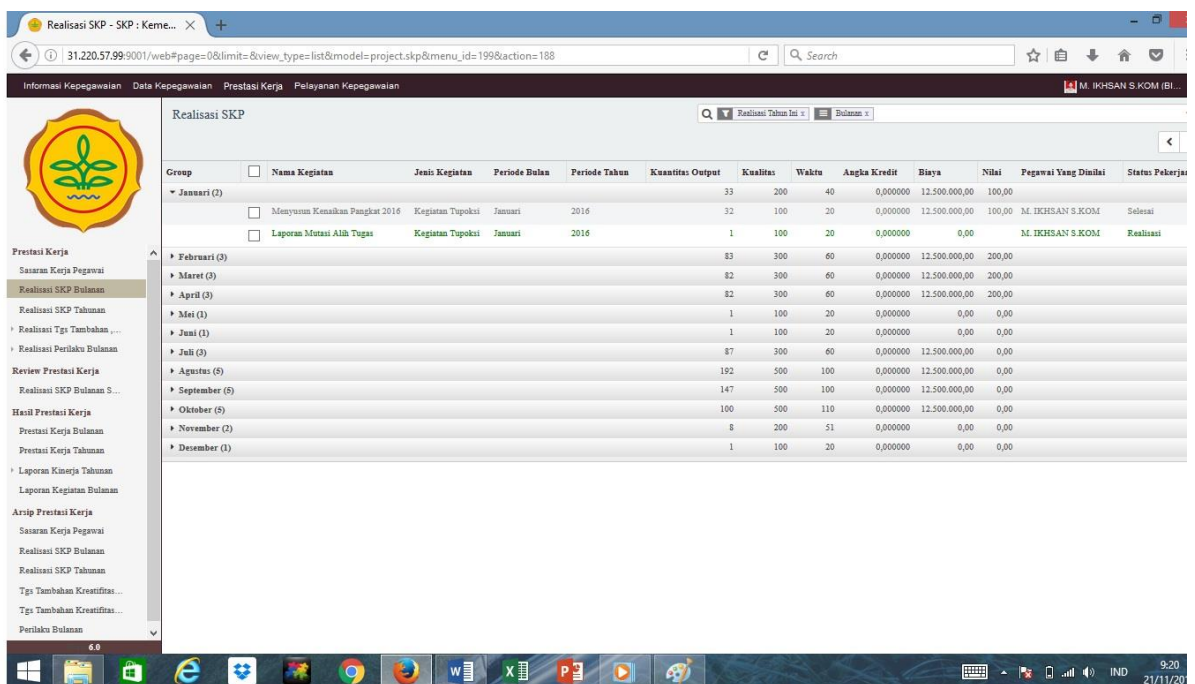 Realisasi SKP - SKP : Keme...
31.220.57.99:9001/web#page=0&limit=&view_type=list&model=project.skp&menu_id=199&action=188
Search
Informasi Kepegawaian Data Kepegawaian Prestasi Kerja Pelayanan Kepegawaian
M. IKHSAN S.KOM (BI...
Realisasi SKP
Realisasi Tahun Ini x Bulanan x
Group Nama Kegiatan Jenis Kegiatan Periode Bulan Periode Tahun Kuantitas Output Kualitas Waktu Angka Kredit Biaya Nilai Pegawai Yang Dinilai Status Pekerjaa
Januari (2) 33 200 40 0,000000 12.500.000,00 100,00
Menyusun Kenaikan Pangkat 2016 Kegiatan Tupoksi Januari 2016 32 100 20 0,000000 12.500.000,00 100,00 M. IKHSAN S.KOM Selesai
Laporan Mutasi Alih Tugas Kegiatan Tupoksi Januari 2016 1 100 20 0,000000 0,00 M. IKHSAN S.KOM Realisasi
Februari (3) 83 300 60 0,000000 12.500.000,00 200,00
Maret (3) 82 300 60 0,000000 12.500.000,00 200,00
April (3) 82 300 60 0,000000 12.500.000,00 200,00
Mei (1) 1 100 20 0,000000 0,00 0,00
Juni (1) 1 100 20 0,000000 0,00 0,00
Juli (3) 87 300 60 0,000000 12.500.000,00 0,00
Agustus (5) 192 500 100 0,000000 12.500.000,00 0,00
September (5) 147 500 100 0,000000 12.500.000,00 0,00
Oktober (5) 100 500 110 0,000000 12.500.000,00 0,00
November (2) 8 200 51 0,000000 0,00 0,00
Desember (1) 1 100 20 0,000000 0,00 0,00
Prestasi Kerja
Sasaran Kerja Pegawai
Realisasi SKP Bulanan
Realisasi SKP Tahunan
Realisasi Tgs Tambahan ,...
Realisasi Perilaku Bulanan
Review Prestasi Kerja
Realisasi SKP Bulanan S...
Hasil Prestasi Kerja
Prestasi Kerja Bulanan
Prestasi Kerja Tahunan
Laporan Kinerja Tahunan
Laporan Kegiatan Bulanan
Arsip Prestasi Kerja
Sasaran Kerja Pegawai
Realisasi SKP Bulanan
Realisasi SKP Tahunan
Tgs Tambahan Kreatifitas...
Tgs Tambahan Kreatifitas...
Perilaku Bulanan
6.0
IND
9:20
21/11/201